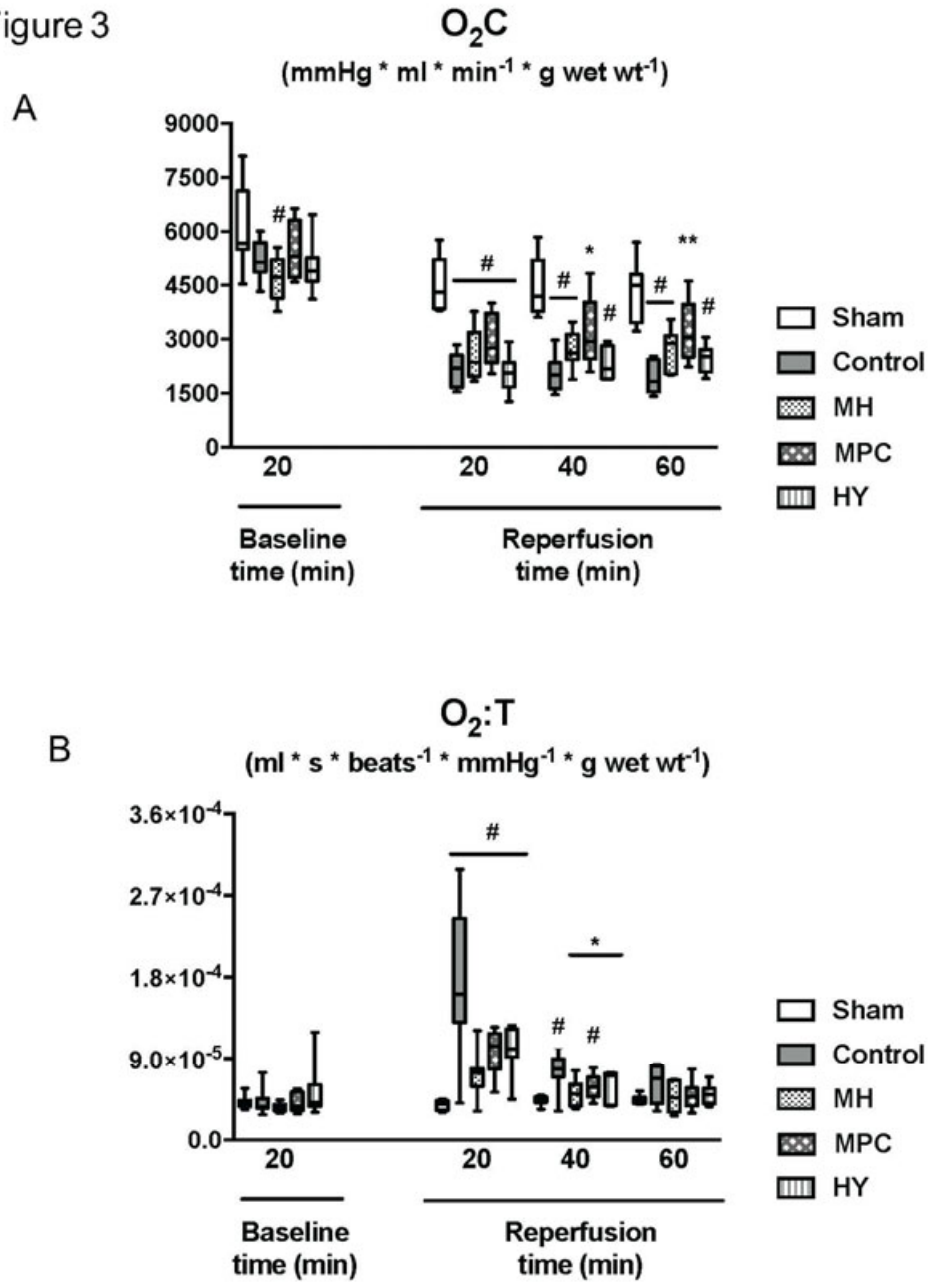 igure 3
O₂C
(mmHg * ml * min⁻¹ * g wet wt⁻¹)
A
9000
7500
6000
4500
3000
1500
0
#
#
#
*
#
#
**
#
20
20
40
60
Baseline
time (min)
Reperfusion
time (min)
Sham
Control
MH
MPC
HY
O₂:T
B
(ml * s * beats⁻¹ * mmHg⁻¹ * g wet wt⁻¹)
3.6×10⁻⁴
2.7×10⁻⁴
1.8×10⁻⁴
9.0×10⁻⁵
0.0
#
*
#
#
20
20
40
60
Baseline
time (min)
Reperfusion
time (min)
Sham
Control
MH
MPC
HY